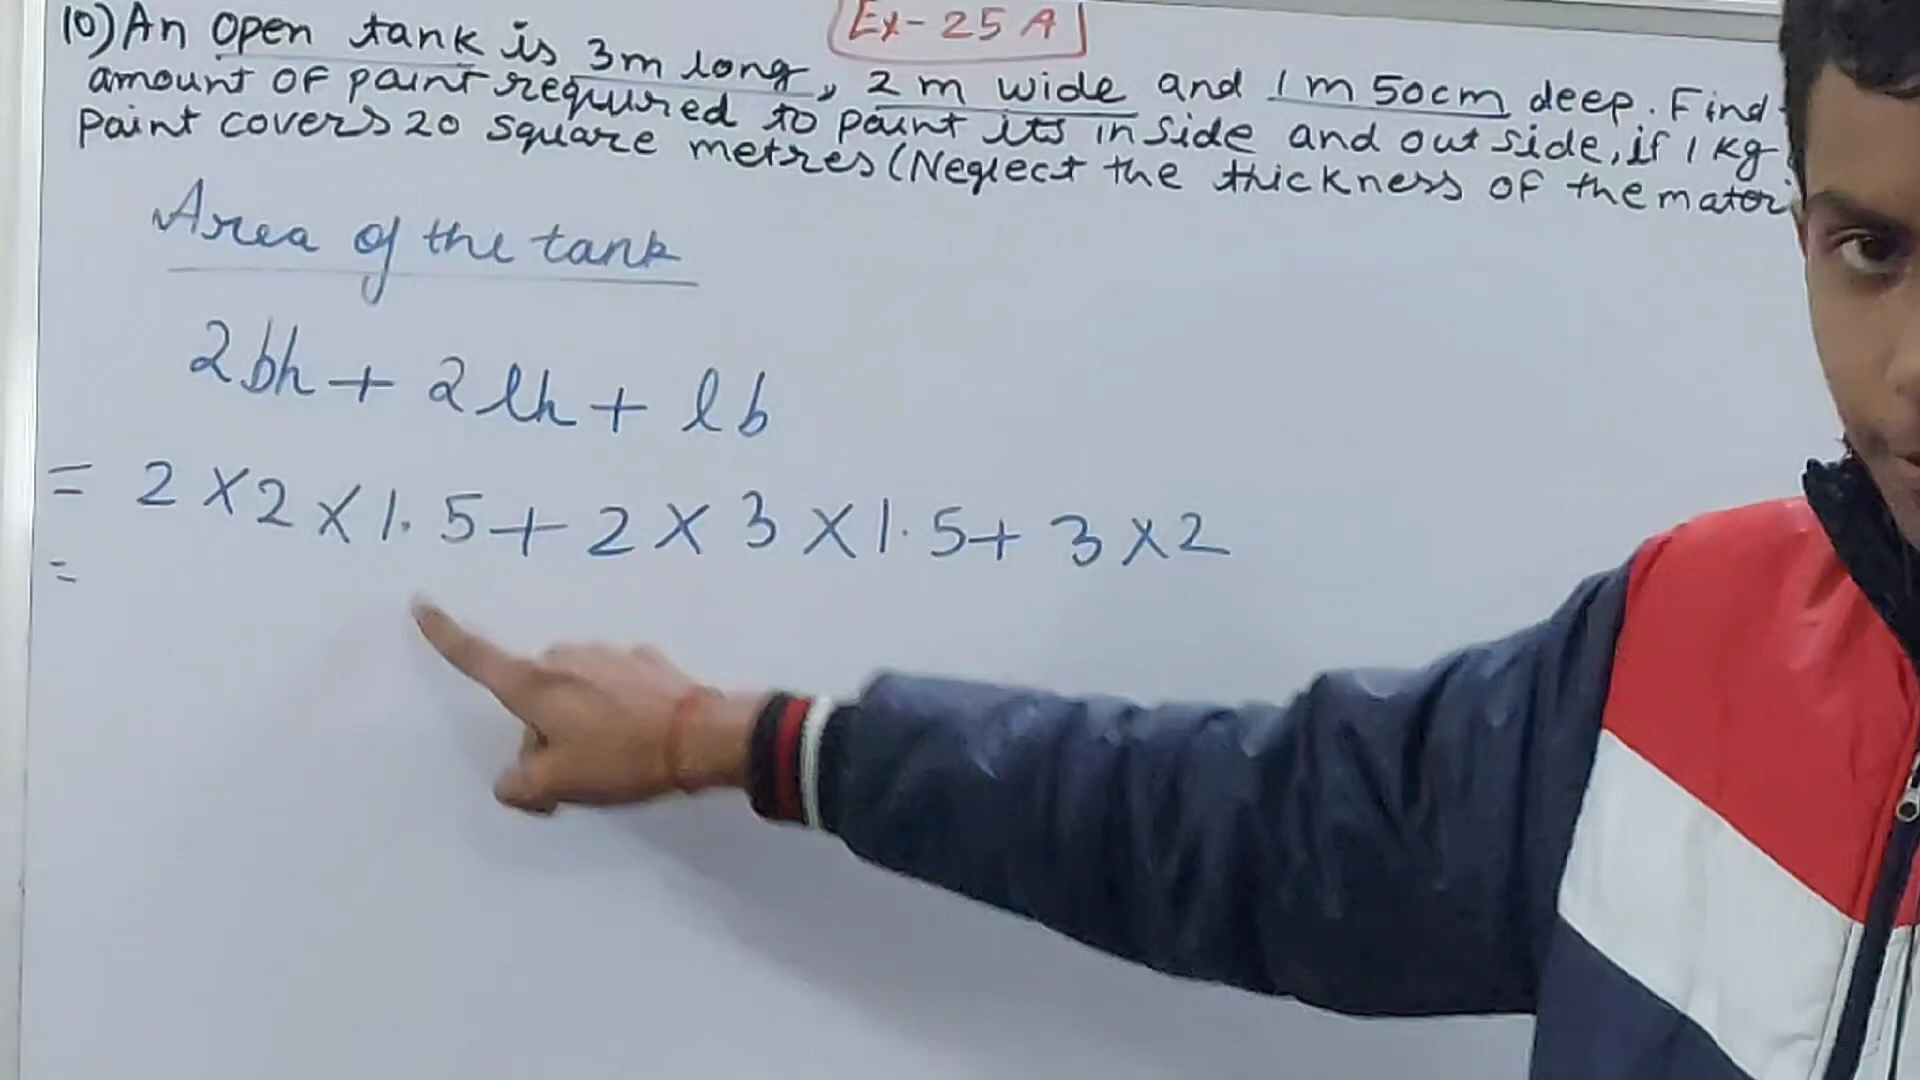 Ex-25 A
10) An open tank is 3m long, 2 m wide and 1 m 50cm deep. Find
amount of paint required to paint its inside and outside, if 1 kg
paint covers 20 square metres (Neglect the thickness of the
Area of the tank
2bh + 2lh + lb
= 2 × 2 × 1.5 + 2 × 3 × 1.5 + 3 × 2
=